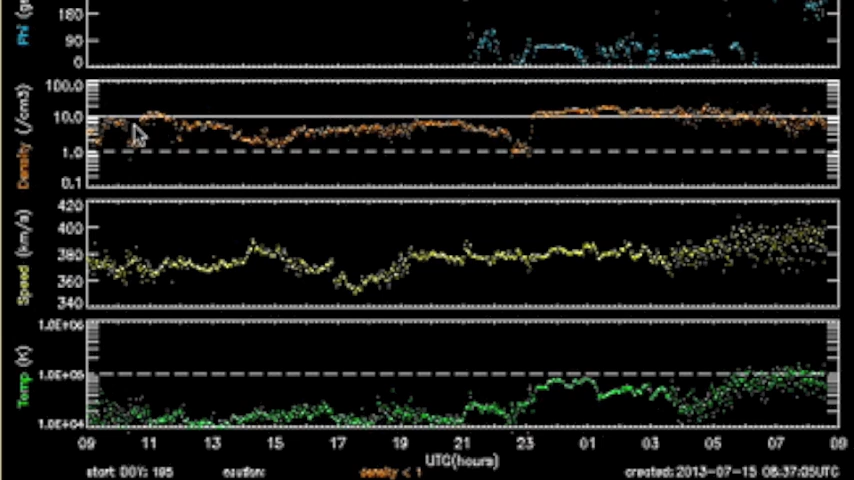 180
Phi
90
0
100.0
Density (/cm3)
10.0
1.0
0.1
420
400
Speed
380
360
340
1.0E+06
Temp (K)
1.0E+05
1.0E+04
09 11 13 15 17 19 21 23 01 03 05 07 09
UTC(hours)
start DOY: 195 caution: density < 1 created: 2013-07-15 08:37:05UTC